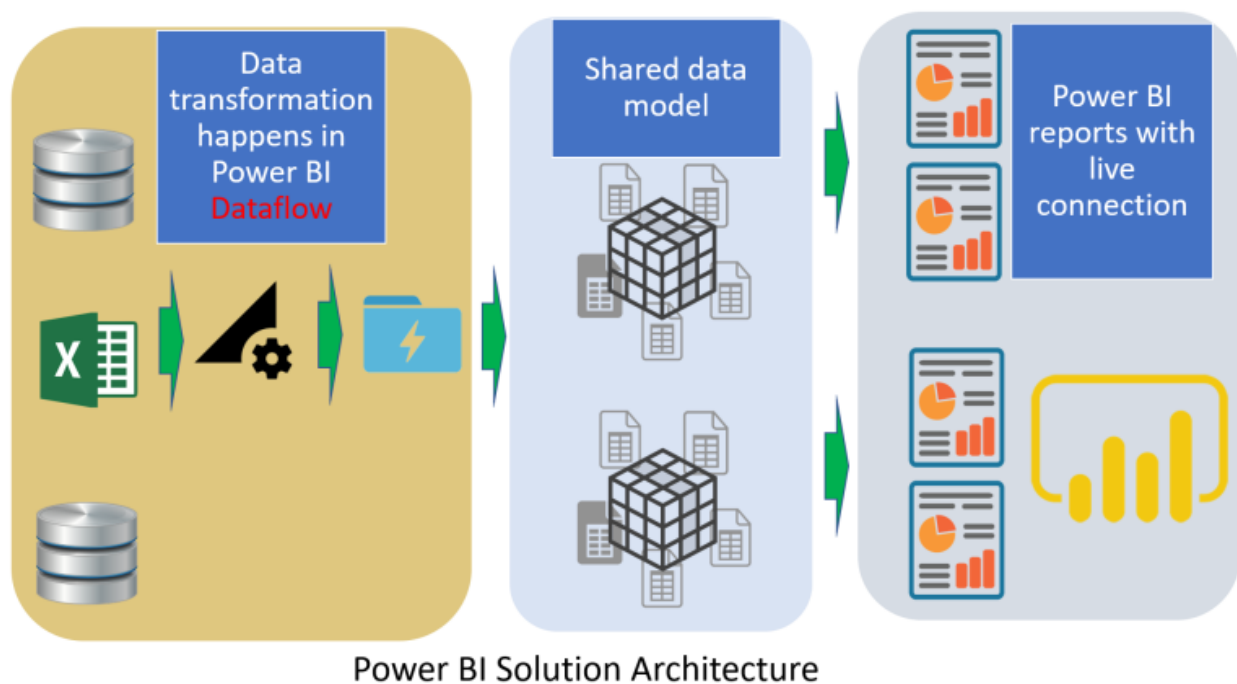 Data
transformation
happens in
Power BI
Dataflow
Shared data
model
Power BI
reports with
live
connection
X
Power BI Solution Architecture